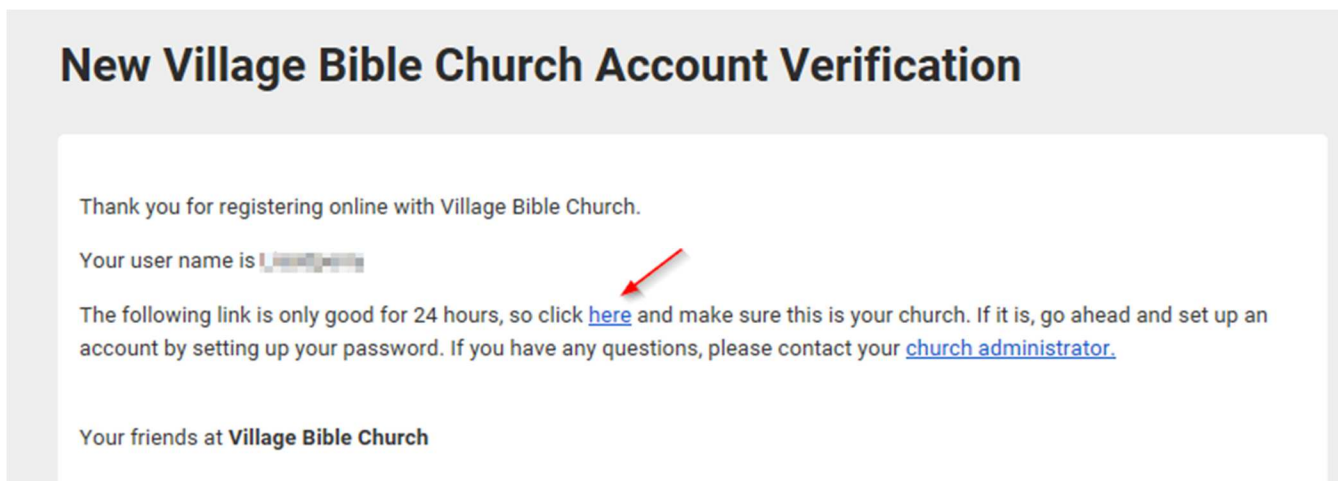 New Village Bible Church Account Verification
Thank you for registering online with Village Bible Church.
Your user name is
The following link is only good for 24 hours, so click here and make sure this is your church. If it is, go ahead and set up an
account by setting up your password. If you have any questions, please contact your church administrator.
Your friends at Village Bible Church